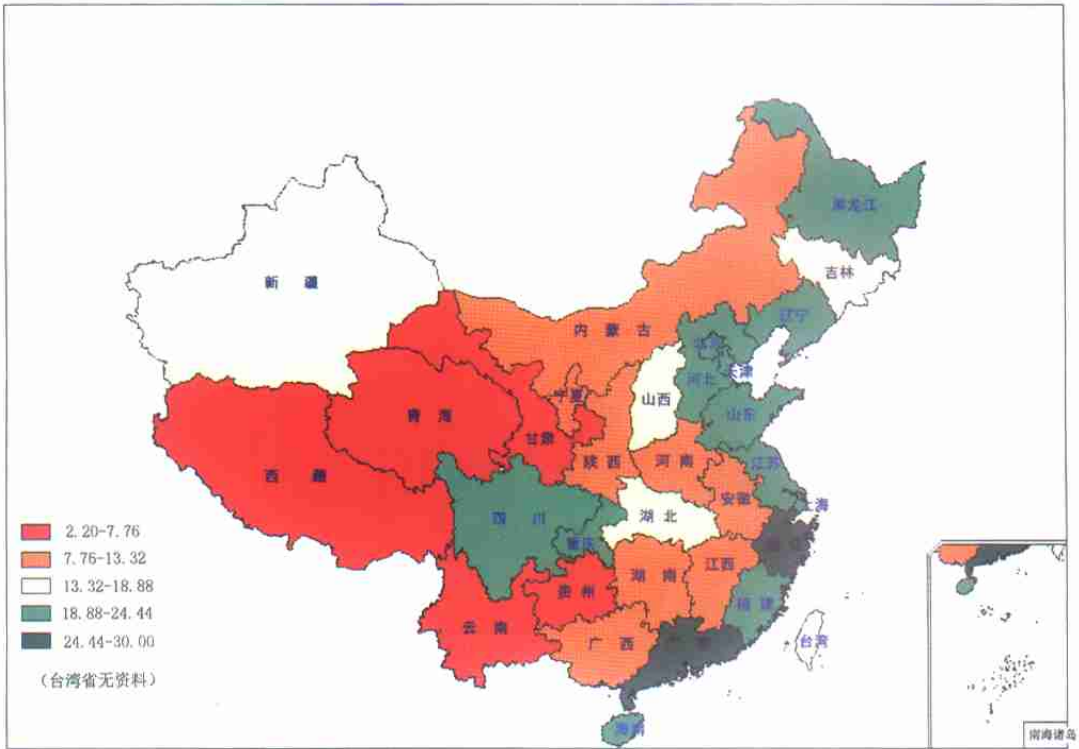 黑龙江
吉林
新 疆
辽宁
内 蒙 古
北京
天津
河北
山西
宁夏
山东
青 海
甘肃
陕 西
河 南
江苏
西 藏
安徽
上海
四 川
湖 北
重庆
江西
湖 南
贵 州
福建
云 南
广 西
台湾
海南
2.20-7.76
7.76-13.32
13.32-18.88
18.88-24.44
24.44-30.00
(台湾省无资料)
南海诸岛